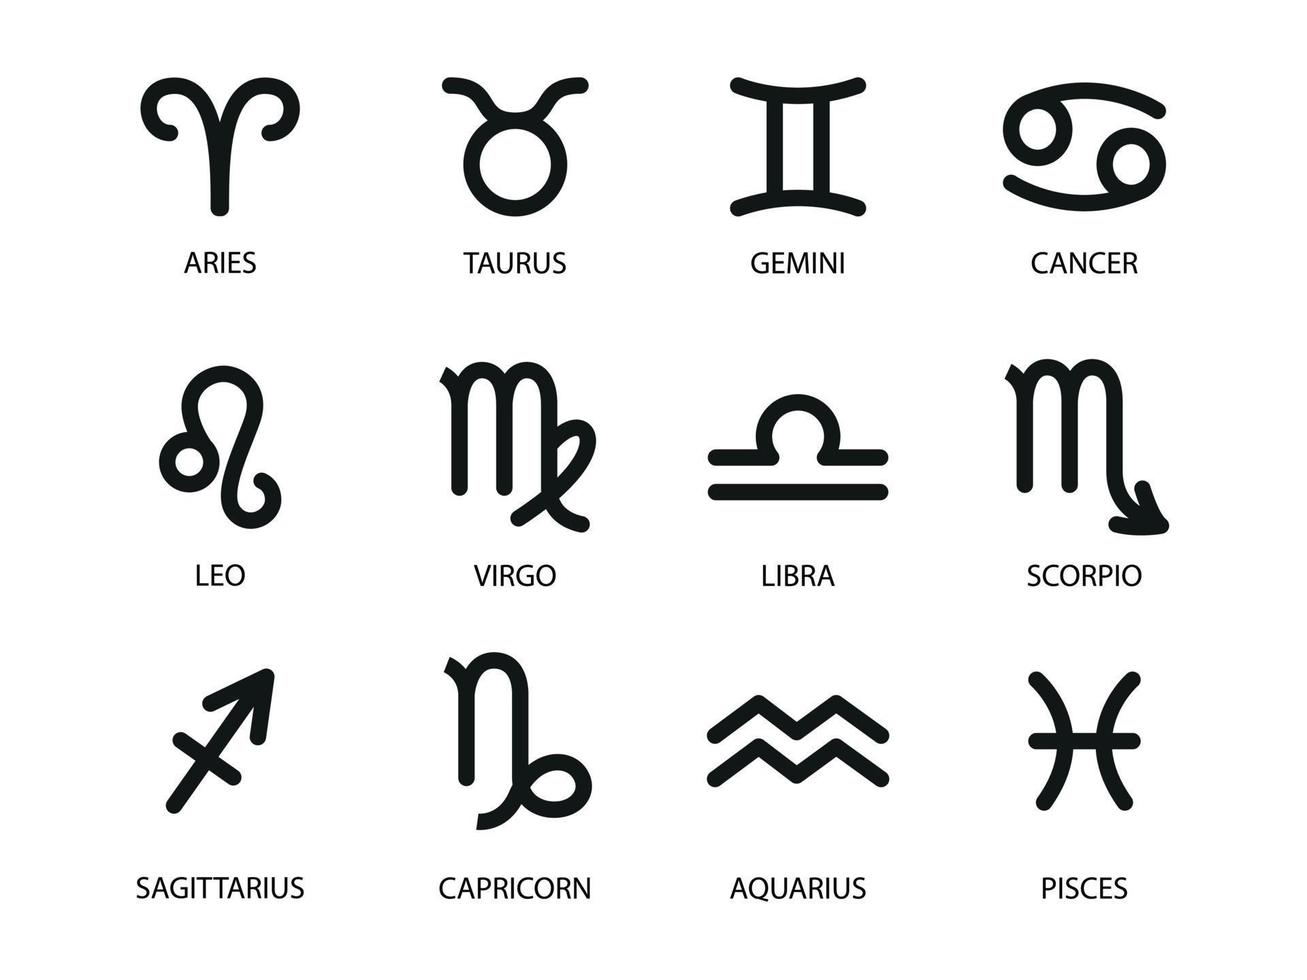 ARIES TAURUS GEMINI CANCER
LEO VIRGO LIBRA SCORPIO
SAGITTARIUS CAPRICORN AQUARIUS PISCES